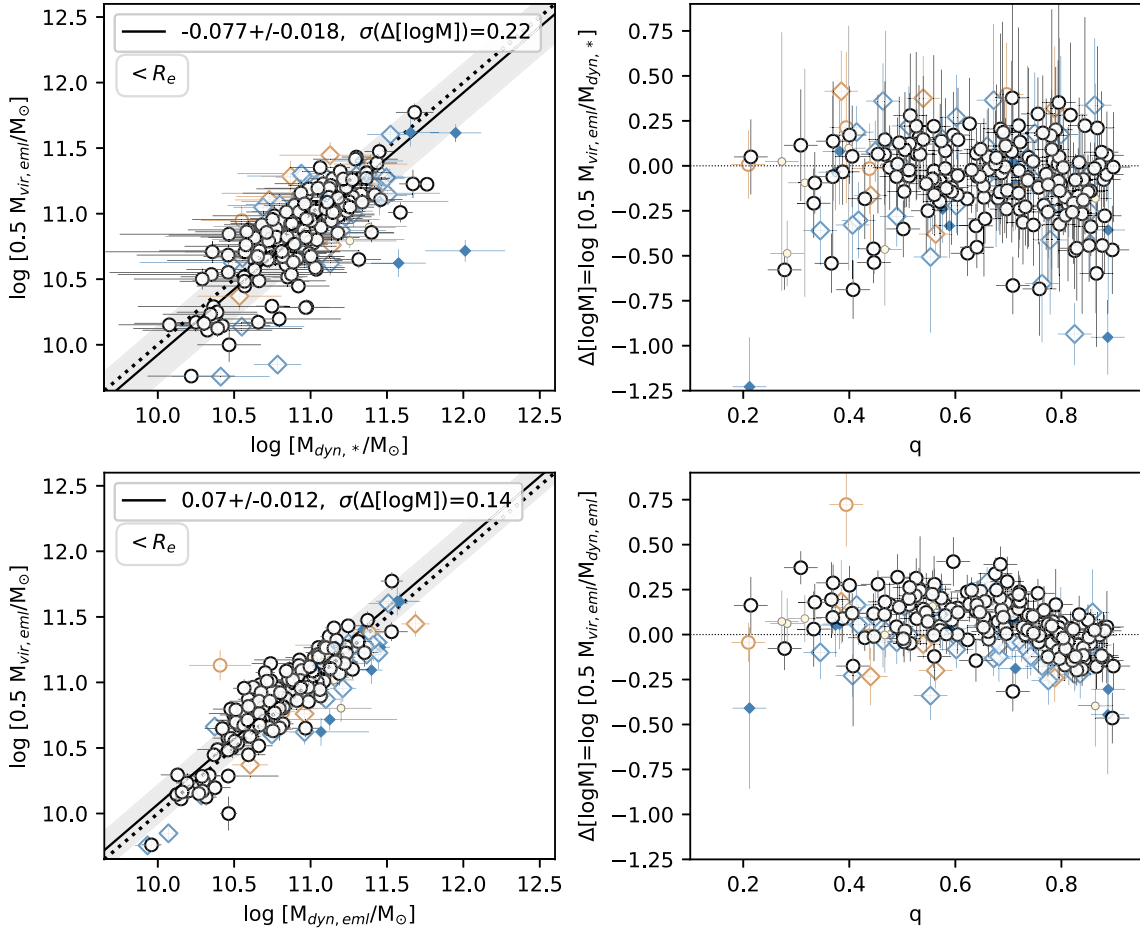 12.5
12.0
11.5
11.0
10.5
10.0
log [0.5 M_vir,eml/M_⊙]
-0.077+/-0.018, σ(Δ[logM])=0.22
< R_e
10.0 10.5 11.0 11.5 12.0 12.5
log [M_dyn,*/M_⊙]
0.75
0.50
0.25
0.00
−0.25
−0.50
−0.75
−1.00
−1.25
Δ[logM]=log [0.5 M_vir,eml/M_dyn,*]
0.2 0.4 0.6 0.8
q
12.5
12.0
11.5
11.0
10.5
10.0
log [0.5 M_vir,eml/M_⊙]
0.07+/-0.012, σ(Δ[logM])=0.14
< R_e
10.0 10.5 11.0 11.5 12.0 12.5
log [M_dyn,eml/M_⊙]
0.75
0.50
0.25
0.00
−0.25
−0.50
−0.75
−1.00
−1.25
Δ[logM]=log [0.5 M_vir,eml/M_dyn,eml]
0.2 0.4 0.6 0.8
q